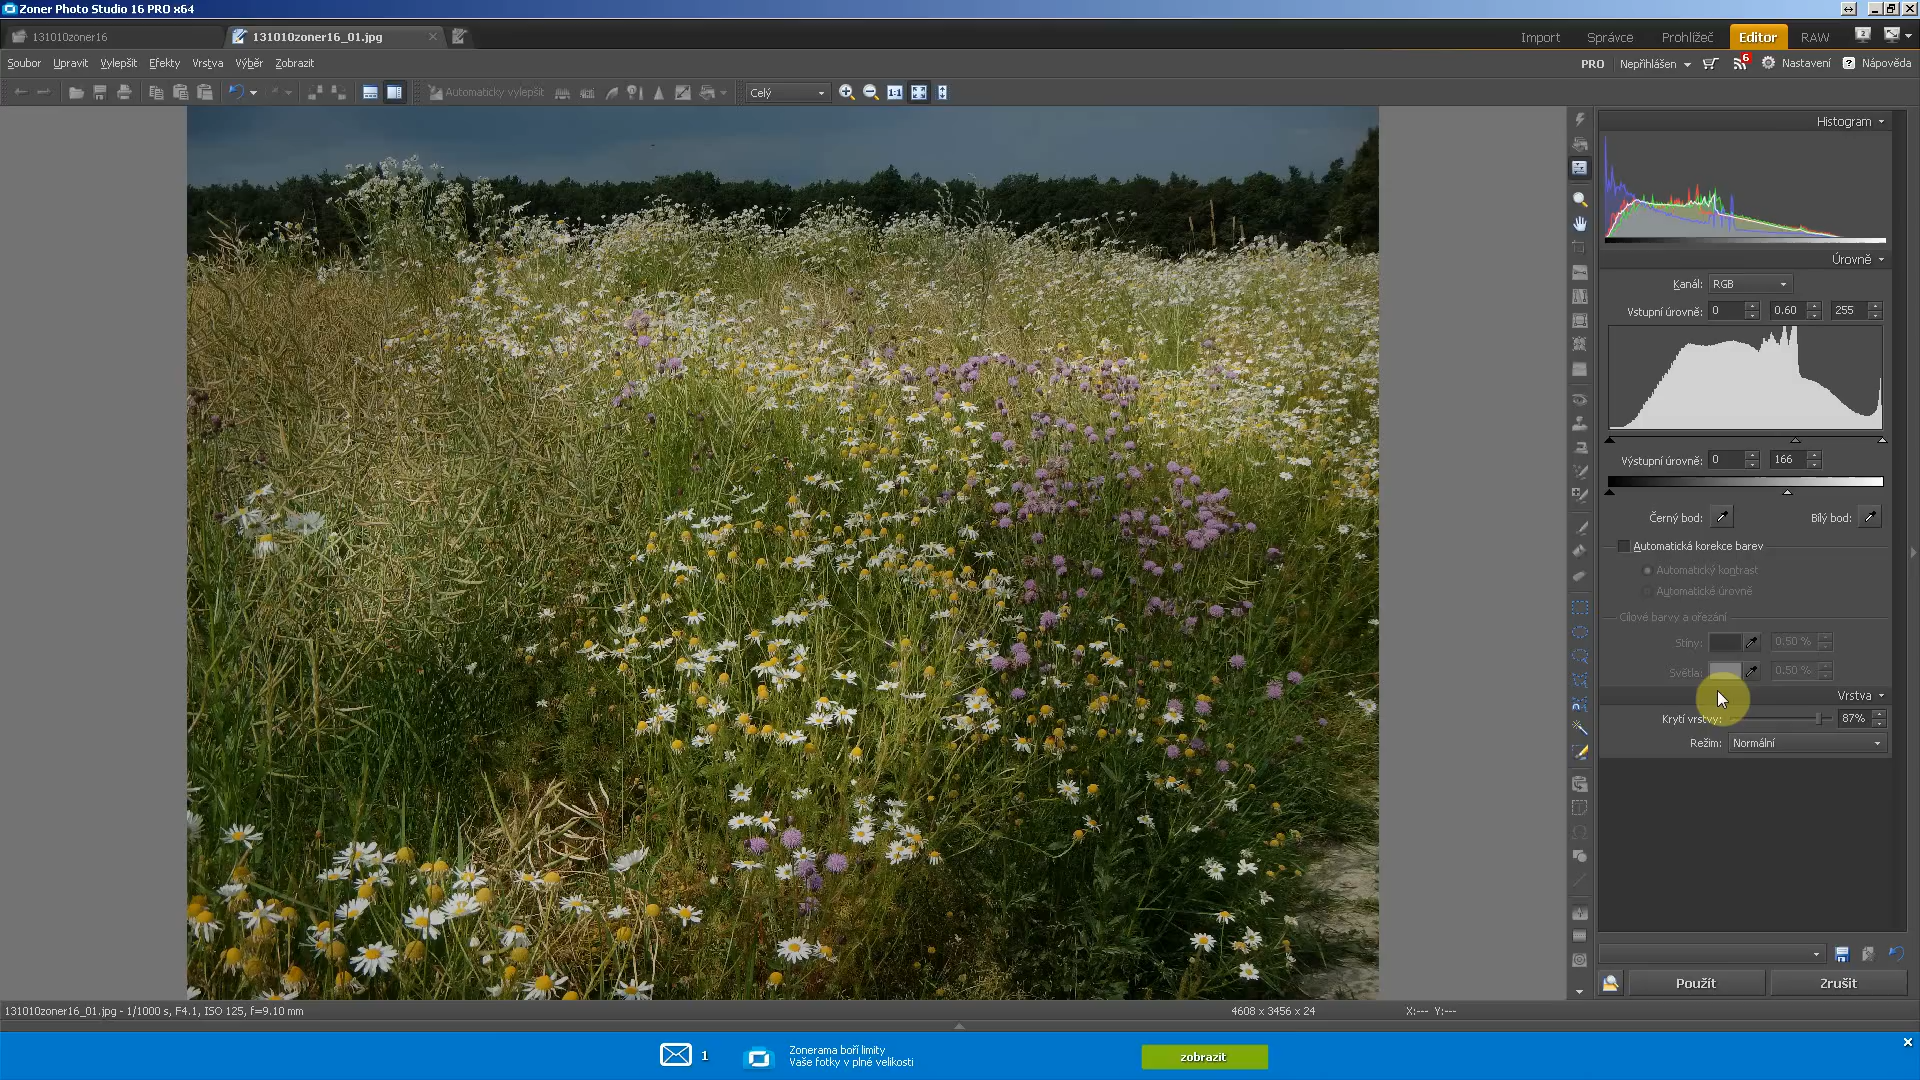 Zoner Photo Studio 16 PRO x64
131010zoner16
131010zoner16_01.jpg
Import
Správce
Prohlížeč
Editor
RAW
Soubor
Upravit
Vylepšit
Efekty
Vrstva
Výběr
Zobrazit
PRO
Nepřihlášen
6
Nastavení
Nápověda
Automaticky vylepšit
Celý
1:1
Histogram
Úrovně
Kanál: RGB
Vstupní úrovně: 0 0.60 255
Výstupní úrovně: 0 166
Černý bod:
Bílý bod:
Automatická korekce barev
Automatický kontrast
Automatické úrovně
Cílové barvy a ořezání
Stíny: 0.50 %
Světla: 0.50 %
Vrstva
Krytí vrstvy: 87%
Režim: Normální
Použít
Zrušit
131010zoner16_01.jpg - 1/1000 s, F4.1, ISO 125, f=9.10 mm
4608 x 3456 x 24
X:--- Y:---
1
Zonerama boří limity
Vaše fotky v plné velikosti
zobrazit